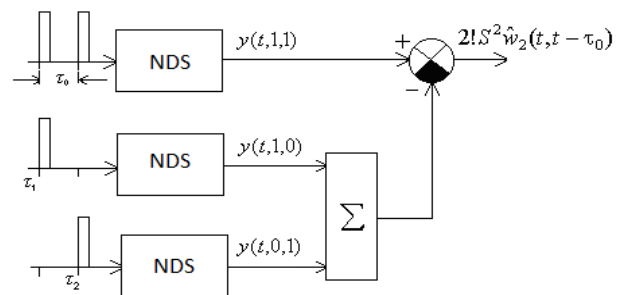 y(t,1,1)
2!S²ŵ₂(t,t−τ₀)
NDS
+
τ₀
−
y(t,1,0)
NDS
τ₁
Σ
y(t,0,1)
NDS
τ₂